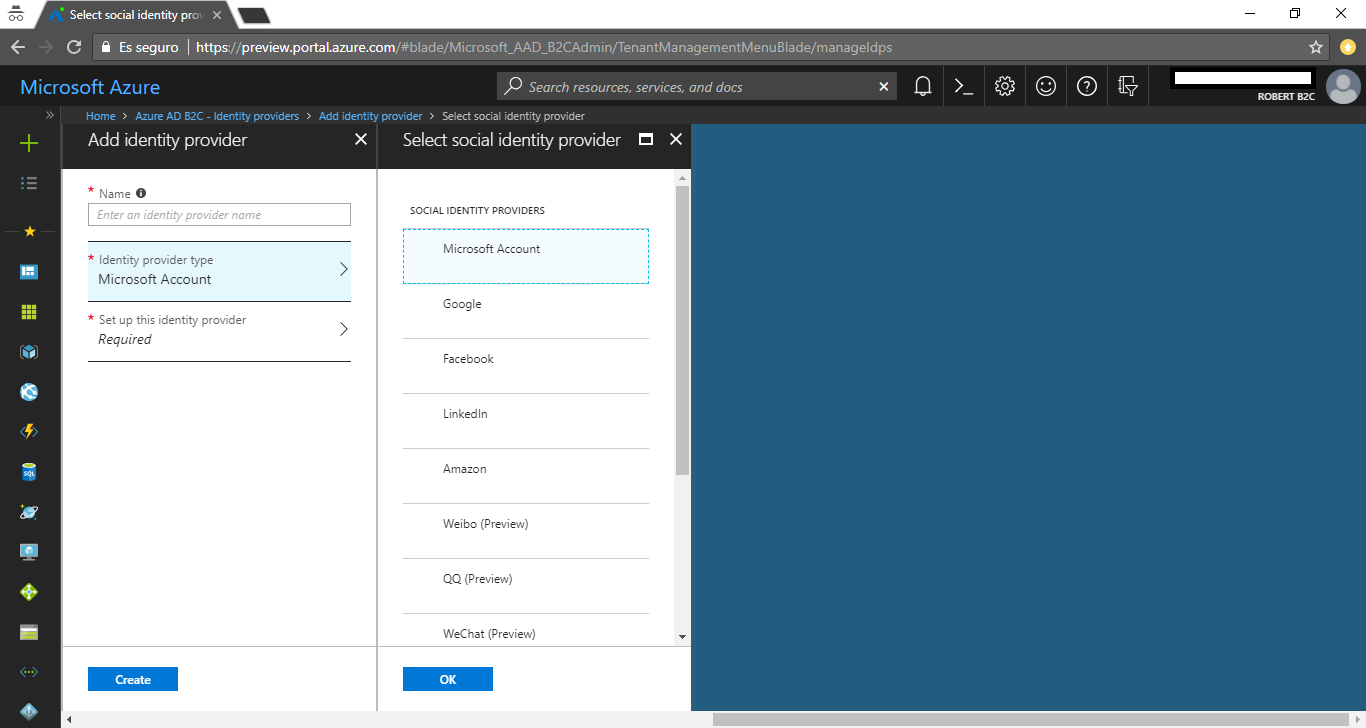 Select social identity prov
Es seguro
https://preview.portal.azure.com/#blade/Microsoft_AAD_B2CAdmin/TenantManagementMenuBlade/manageIdps
Microsoft Azure
Search resources, services, and docs
ROBERT B2C
Home > Azure AD B2C - Identity providers > Add identity provider > Select social identity provider
Add identity provider
* Name
Enter an identity provider name
* Identity provider type
Microsoft Account
* Set up this identity provider
Required
Create
Select social identity provider
SOCIAL IDENTITY PROVIDERS
Microsoft Account
Google
Facebook
LinkedIn
Amazon
Weibo (Preview)
QQ (Preview)
WeChat (Preview)
OK
SQL